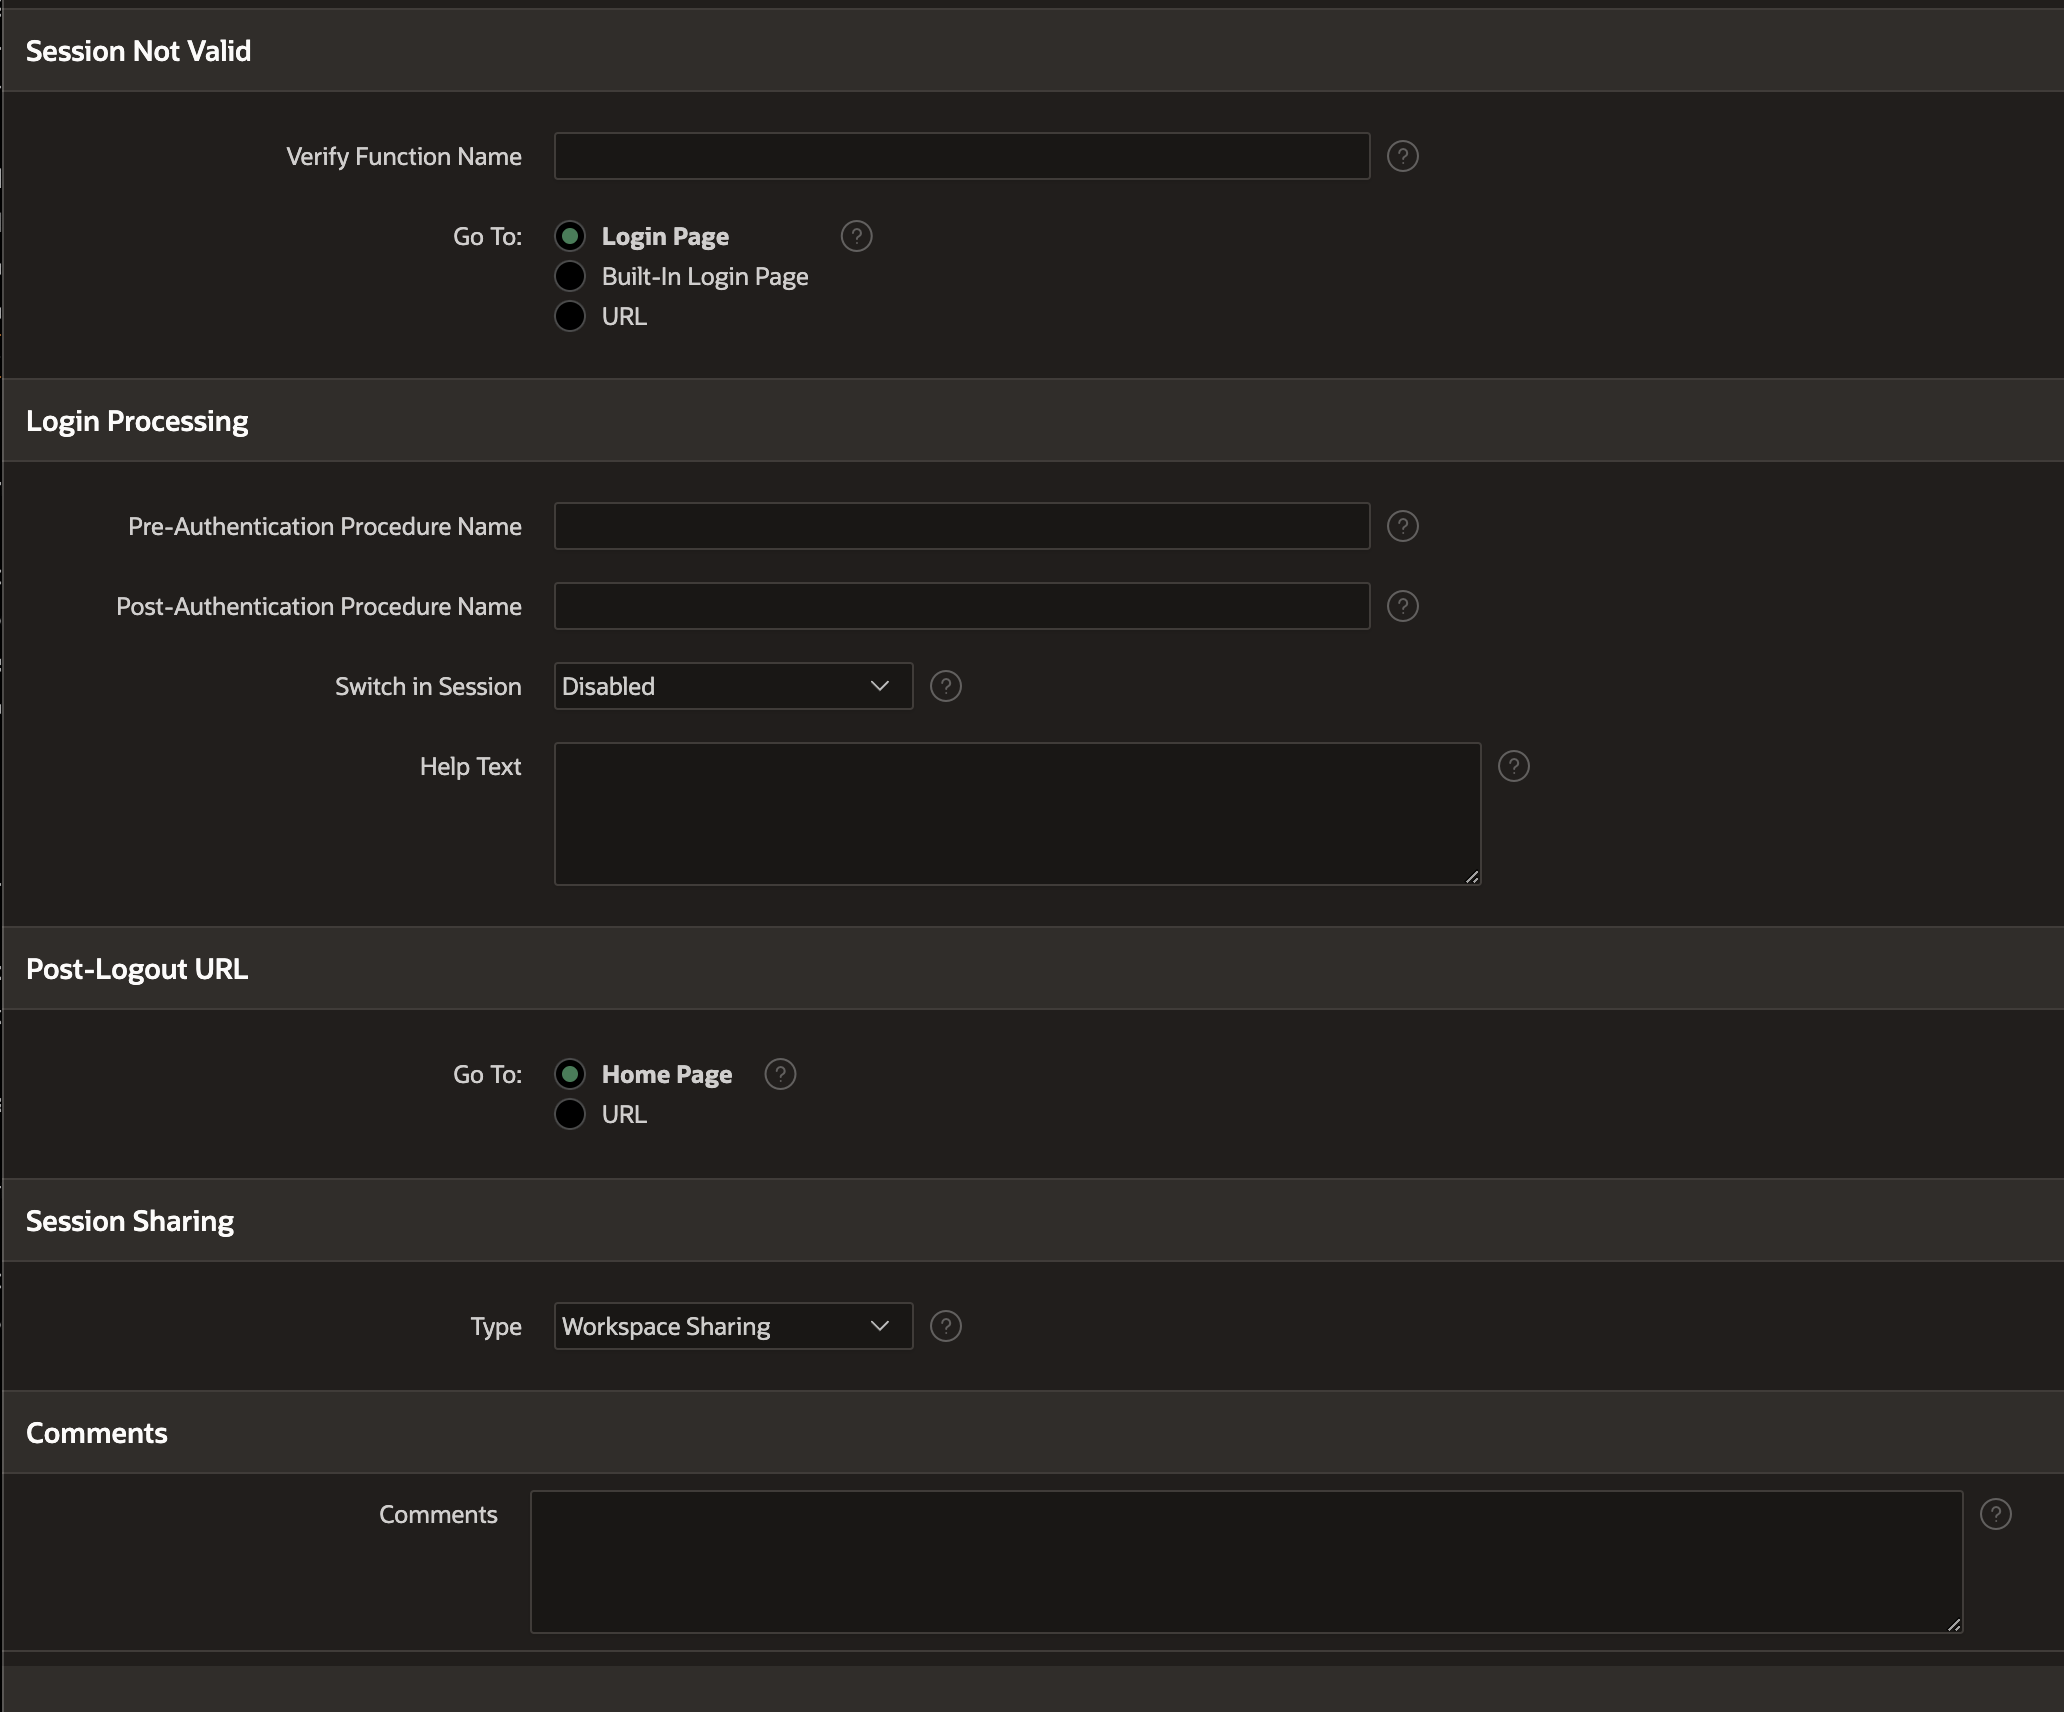 Session Not Valid
Verify Function Name
Go To:
Login Page
Built-In Login Page
URL
Login Processing
Pre-Authentication Procedure Name
Post-Authentication Procedure Name
Switch in Session
Disabled
Help Text
Post-Logout URL
Go To:
Home Page
URL
Session Sharing
Type
Workspace Sharing
Comments
Comments